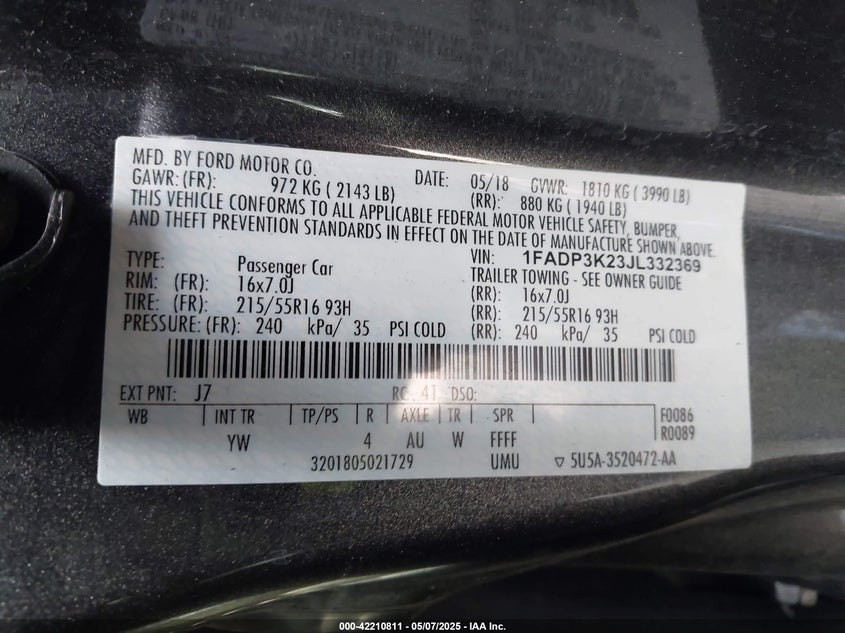 MFD. BY FORD MOTOR CO. DATE: 05/18 GVWR: 1810 KG ( 3990 LB)
GAWR: (FR): 972 KG ( 2143 LB) (RR): 880 KG ( 1940 LB)
THIS VEHICLE CONFORMS TO ALL APPLICABLE FEDERAL MOTOR VEHICLE SAFETY, BUMPER,
AND THEFT PREVENTION STANDARDS IN EFFECT ON THE DATE OF MANUFACTURE SHOWN ABOVE.
VIN: 1FADP3K23JL332369
TYPE: Passenger Car TRAILER TOWING - SEE OWNER GUIDE
RIM: (FR): 16x7.0J (RR): 16x7.0J
TIRE: (FR): 215/55R16 93H (RR): 215/55R16 93H
PRESSURE: (FR): 240 kPa/ 35 PSI COLD (RR): 240 kPa/ 35 PSI COLD
EXT PNT: J7 RC: 41 DSO:
WB INT TR TP/PS R AXLE TR SPR F0086
YW 4 AU W FFFF R0089
3201805021729 UMU ▽ 5U5A-3520472-AA
000-42210811 - 05/07/2025 - IAA Inc.